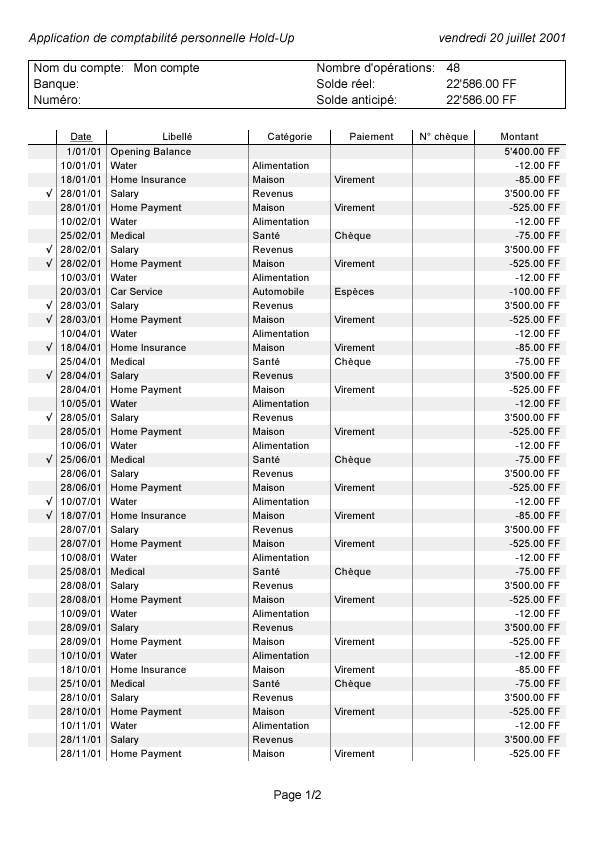 Application de comptabilité personnelle Hold-Up vendredi 20 juillet 2001
Nom du compte: Mon compte Nombre d'opérations: 48
Banque: Solde réel: 22'586.00 FF
Numéro: Solde anticipé: 22'586.00 FF
Date Libellé Catégorie Paiement N° chèque Montant
1/01/01 Opening Balance 5'400.00 FF
10/01/01 Water Alimentation -12.00 FF
18/01/01 Home Insurance Maison Virement -85.00 FF
√ 28/01/01 Salary Revenus 3'500.00 FF
28/01/01 Home Payment Maison Virement -525.00 FF
10/02/01 Water Alimentation -12.00 FF
25/02/01 Medical Santé Chèque -75.00 FF
√ 28/02/01 Salary Revenus 3'500.00 FF
√ 28/02/01 Home Payment Maison Virement -525.00 FF
10/03/01 Water Alimentation -12.00 FF
20/03/01 Car Service Automobile Espèces -100.00 FF
√ 28/03/01 Salary Revenus 3'500.00 FF
√ 28/03/01 Home Payment Maison Virement -525.00 FF
10/04/01 Water Alimentation -12.00 FF
√ 18/04/01 Home Insurance Maison Virement -85.00 FF
25/04/01 Medical Santé Chèque -75.00 FF
√ 28/04/01 Salary Revenus 3'500.00 FF
28/04/01 Home Payment Maison Virement -525.00 FF
10/05/01 Water Alimentation -12.00 FF
√ 28/05/01 Salary Revenus 3'500.00 FF
28/05/01 Home Payment Maison Virement -525.00 FF
10/06/01 Water Alimentation -12.00 FF
√ 25/06/01 Medical Santé Chèque -75.00 FF
28/06/01 Salary Revenus 3'500.00 FF
28/06/01 Home Payment Maison Virement -525.00 FF
√ 10/07/01 Water Alimentation -12.00 FF
√ 18/07/01 Home Insurance Maison Virement -85.00 FF
28/07/01 Salary Revenus 3'500.00 FF
28/07/01 Home Payment Maison Virement -525.00 FF
10/08/01 Water Alimentation -12.00 FF
25/08/01 Medical Santé Chèque -75.00 FF
28/08/01 Salary Revenus 3'500.00 FF
28/08/01 Home Payment Maison Virement -525.00 FF
10/09/01 Water Alimentation -12.00 FF
28/09/01 Salary Revenus 3'500.00 FF
28/09/01 Home Payment Maison Virement -525.00 FF
10/10/01 Water Alimentation -12.00 FF
18/10/01 Home Insurance Maison Virement -85.00 FF
25/10/01 Medical Santé Chèque -75.00 FF
28/10/01 Salary Revenus 3'500.00 FF
28/10/01 Home Payment Maison Virement -525.00 FF
10/11/01 Water Alimentation -12.00 FF
28/11/01 Salary Revenus 3'500.00 FF
28/11/01 Home Payment Maison Virement -525.00 FF
Page 1/2